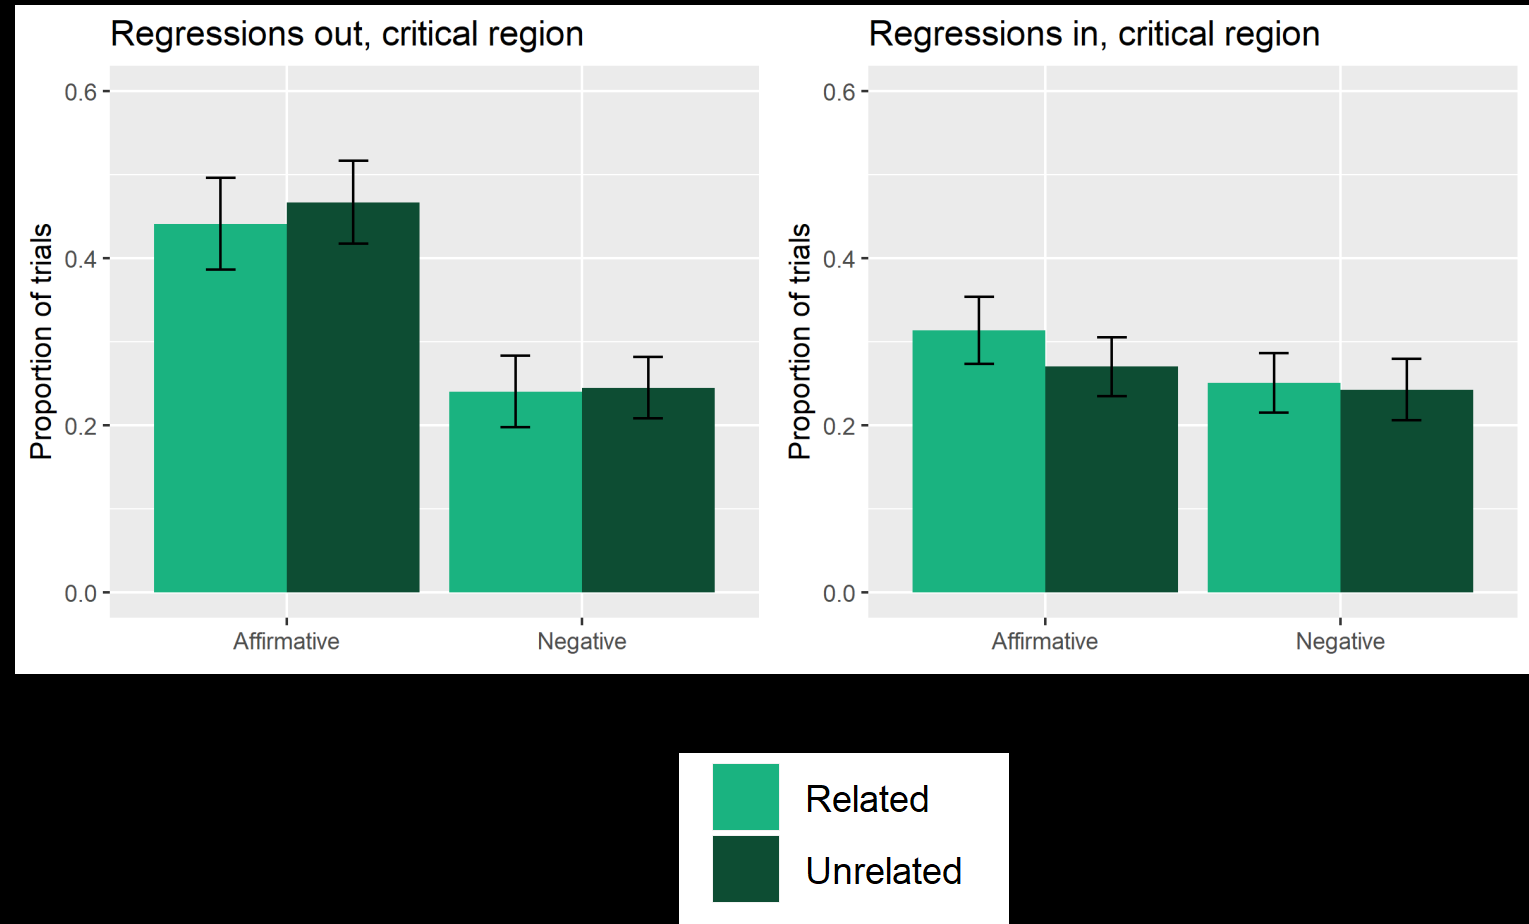 Regressions out, critical region
Proportion of trials
0.6
0.4
0.2
0.0
Affirmative Negative
Regressions in, critical region
Proportion of trials
0.6
0.4
0.2
0.0
Affirmative Negative
Related
Unrelated